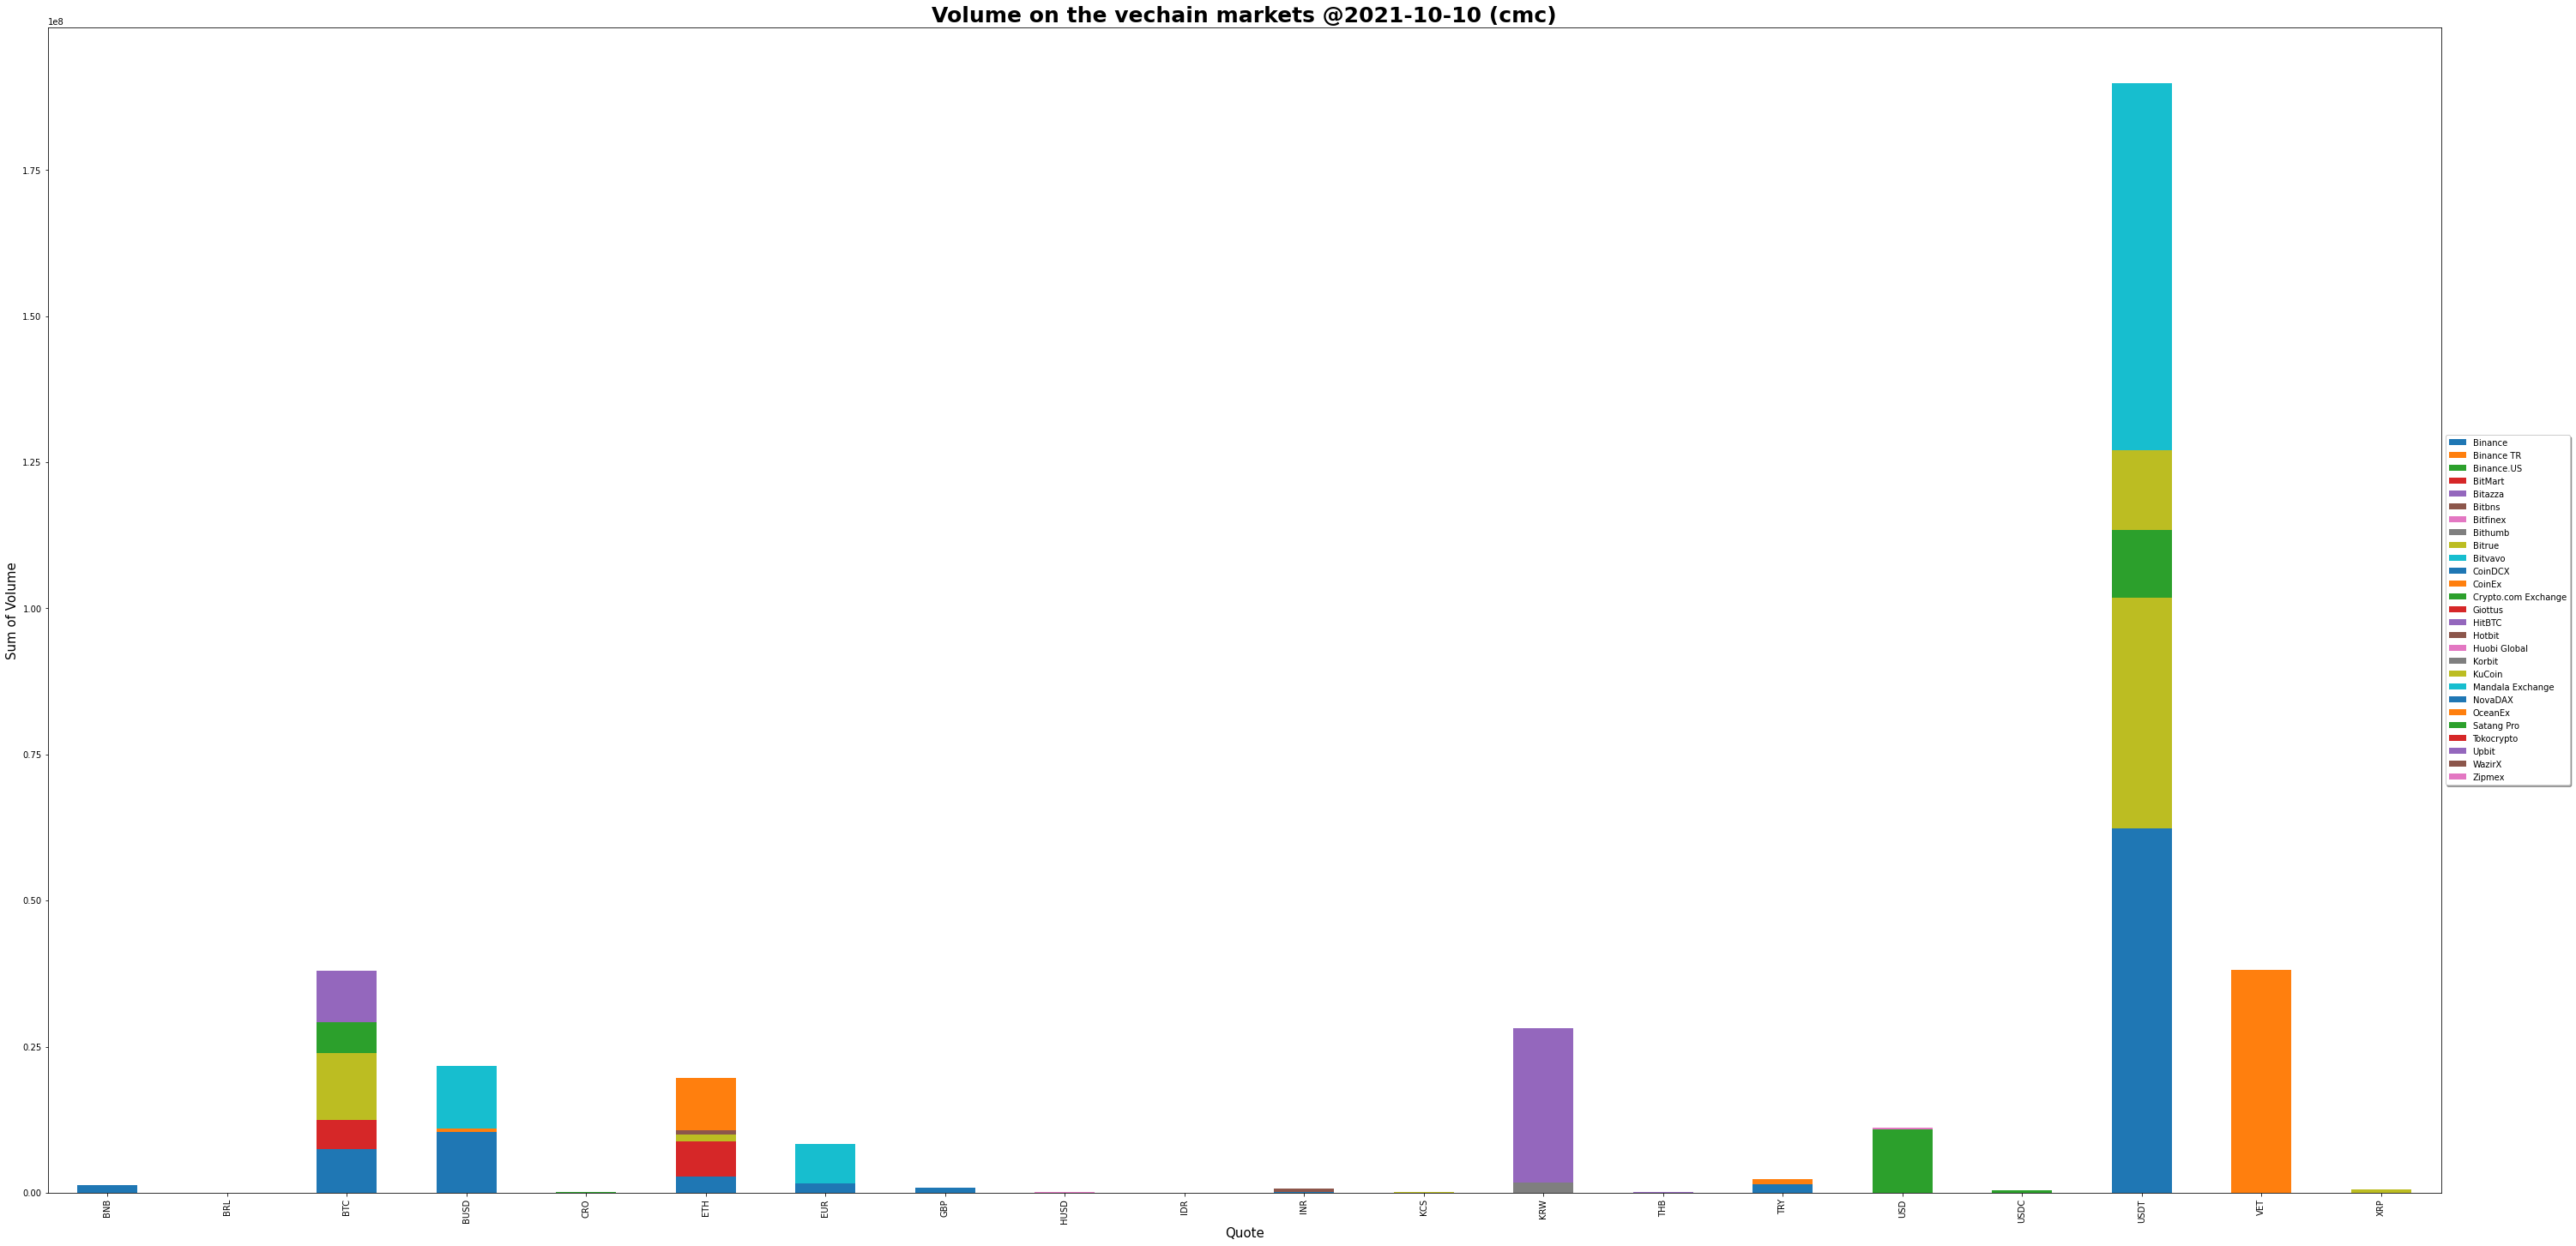 Volume on the vechain markets @2021-10-10 (cmc)
1e8
1.75
1.50
1.25
1.00
0.75
0.50
0.25
0.00
Sum of Volume
BNB
BRL
BTC
BUSD
CRO
ETH
EUR
GBP
HUSD
IDR
INR
KCS
KRW
THB
TRY
USD
USDC
USDT
VET
XRP
Quote
Binance
Binance TR
Binance.US
BitMart
Bitazza
Bitbns
Bitfinex
Bithumb
Bitrue
Bitvavo
CoinDCX
CoinEx
Crypto.com Exchange
Giottus
HitBTC
Hotbit
Huobi Global
Korbit
KuCoin
Mandala Exchange
NovaDAX
OceanEx
Satang Pro
Tokocrypto
Upbit
WazirX
Zipmex